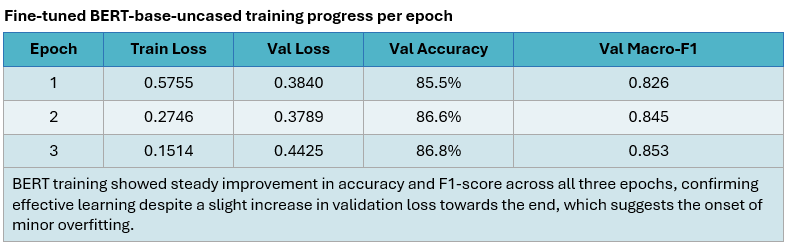 Fine-tuned BERT-base-uncased training progress per epoch
Epoch Train Loss Val Loss Val Accuracy Val Macro-F1
1 0.5755 0.3840 85.5% 0.826
2 0.2746 0.3789 86.6% 0.845
3 0.1514 0.4425 86.8% 0.853
BERT training showed steady improvement in accuracy and F1-score across all three epochs, confirming
effective learning despite a slight increase in validation loss towards the end, which suggests the onset of
minor overfitting.